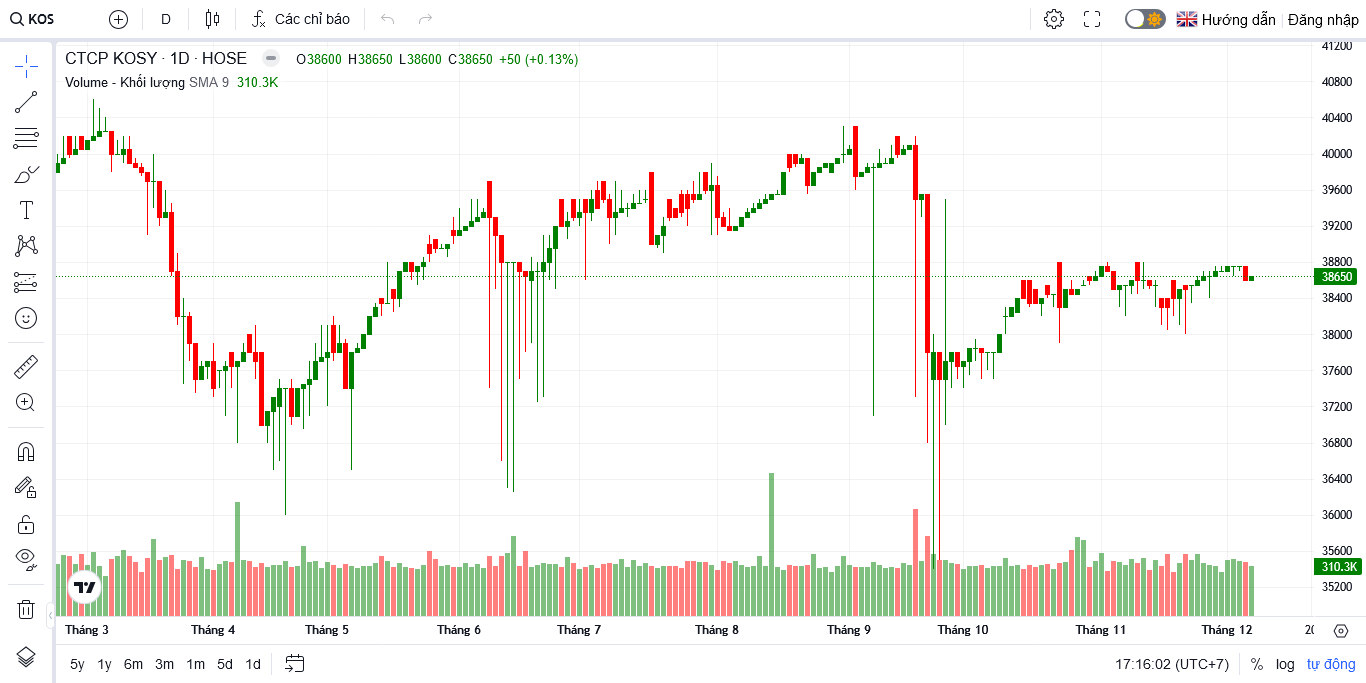 KOS D Các chỉ báo Hướng dẫn Đăng nhập
CTCP KOSY · 1D · HOSE O38600 H38650 L38600 C38650 +50 (+0.13%)
Volume - Khối lượng SMA 9 310.3K
41200
40800
40400
40000
39600
39200
38800
38650
38400
38000
37600
37200
36800
36400
36000
35600
310.3K
35200
Tháng 3 Tháng 4 Tháng 5 Tháng 6 Tháng 7 Tháng 8 Tháng 9 Tháng 10 Tháng 11 Tháng 12
5y 1y 6m 3m 1m 5d 1d 17:16:02 (UTC+7) % log tự động